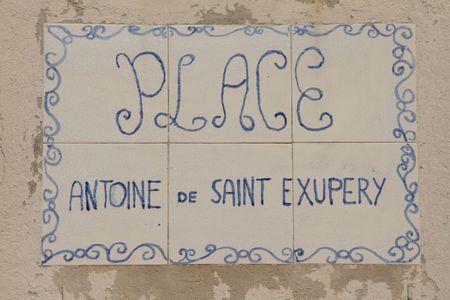 PLACE
ANTOINE DE SAINT EXUPERY